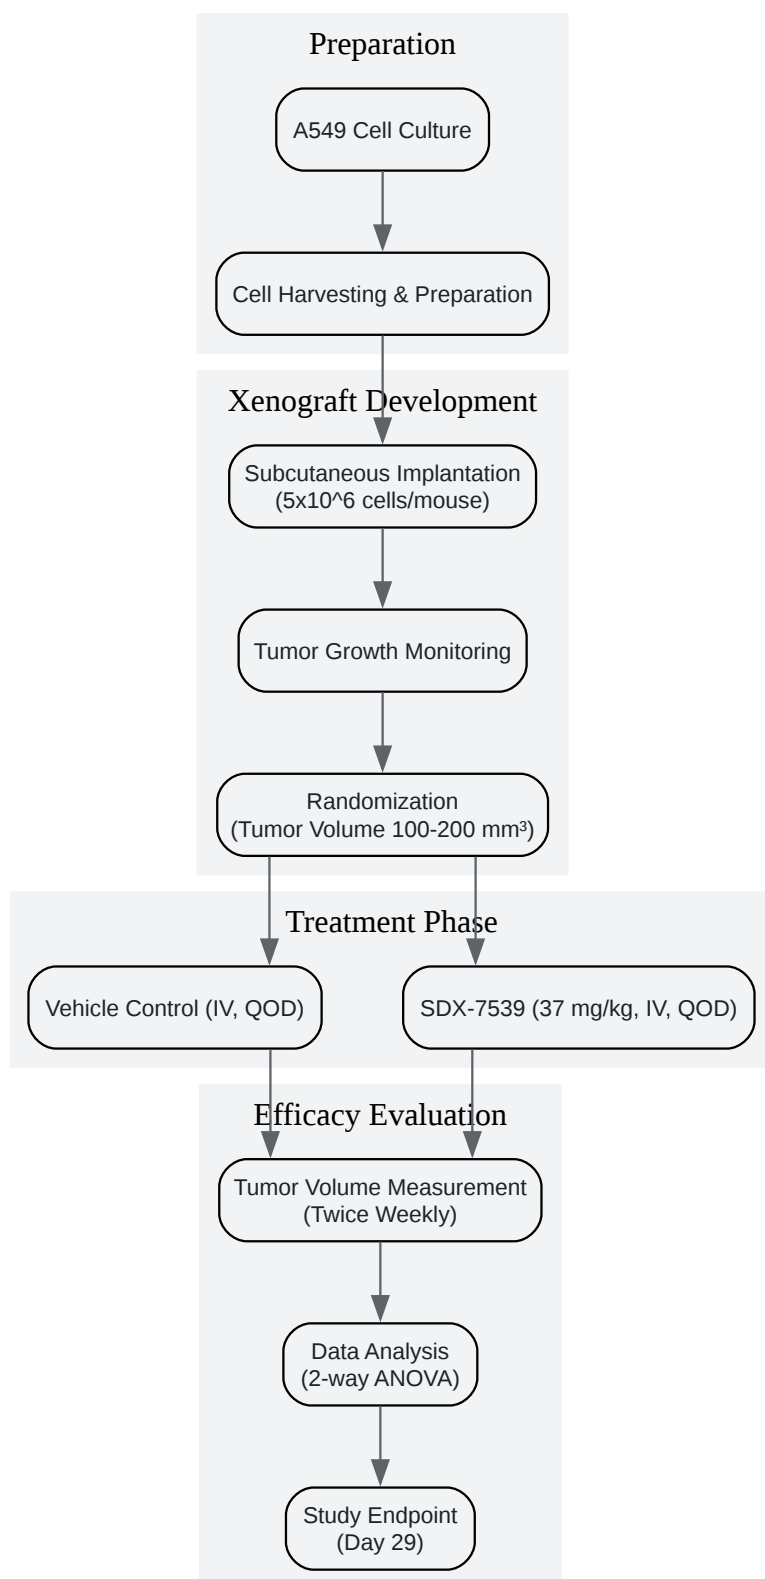 Preparation
A549 Cell Culture
Cell Harvesting & Preparation
Xenograft Development
Subcutaneous Implantation
(5x10^6 cells/mouse)
Tumor Growth Monitoring
Randomization
(Tumor Volume 100-200 mm³)
Treatment Phase
Vehicle Control (IV, QOD)
SDX-7539 (37 mg/kg, IV, QOD)
Efficacy Evaluation
Tumor Volume Measurement
(Twice Weekly)
Data Analysis
(2-way ANOVA)
Study Endpoint
(Day 29)